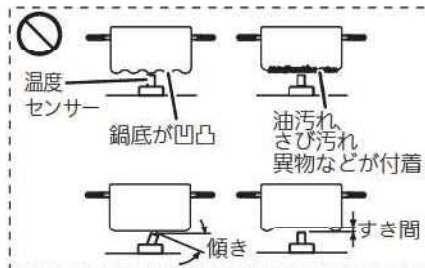 温度
センサー
鍋底が凹凸
油汚れ、
さび汚れ
異物などが付着
傾き
すき間